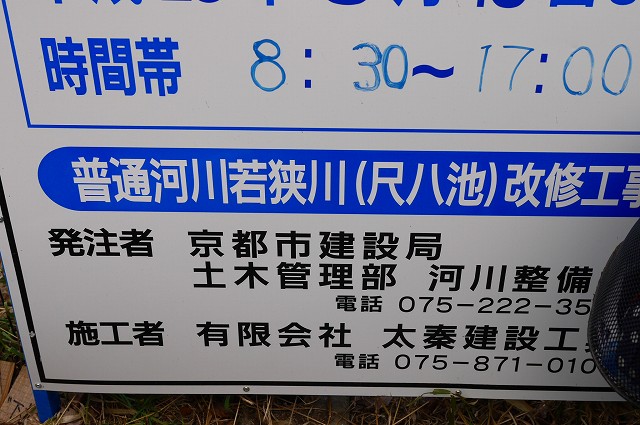 時間帯 8:30~17:00
普通河川若狭川(尺八池)改修工事
発注者 京都市建設局
土木管理部 河川整備
電話 075-222-35
施工者 有限会社 太秦建設工
電話 075-871-010